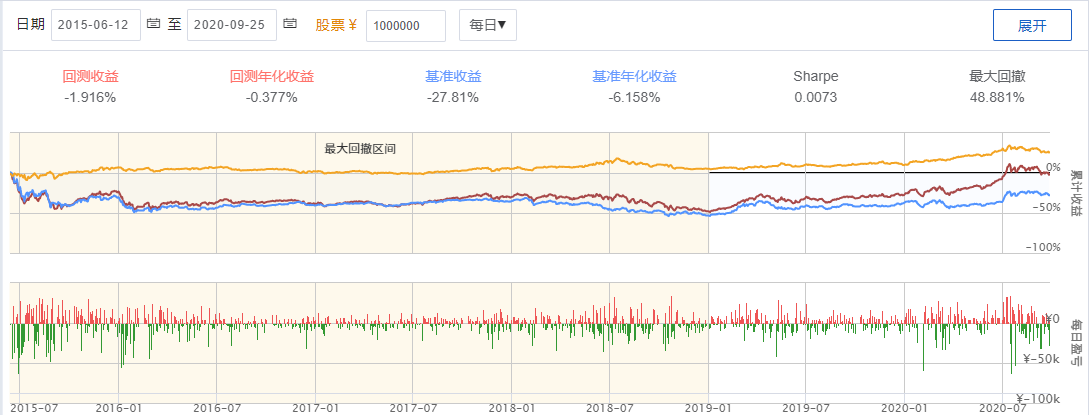 日期 2015-06-12 至 2020-09-25 股票¥ 1000000 每日▼ 展开
回测收益 回测年化收益 基准收益 基准年化收益 Sharpe 最大回撤
-1.916% -0.377% -27.81% -6.158% 0.0073 48.881%
最大回撤区间
0%
-50%
-100%
累计收益
¥0
¥-50k
¥-100k
每日盈亏
2015-07 2016-01 2016-07 2017-01 2017-07 2018-01 2018-07 2019-01 2019-07 2020-01 2020-07